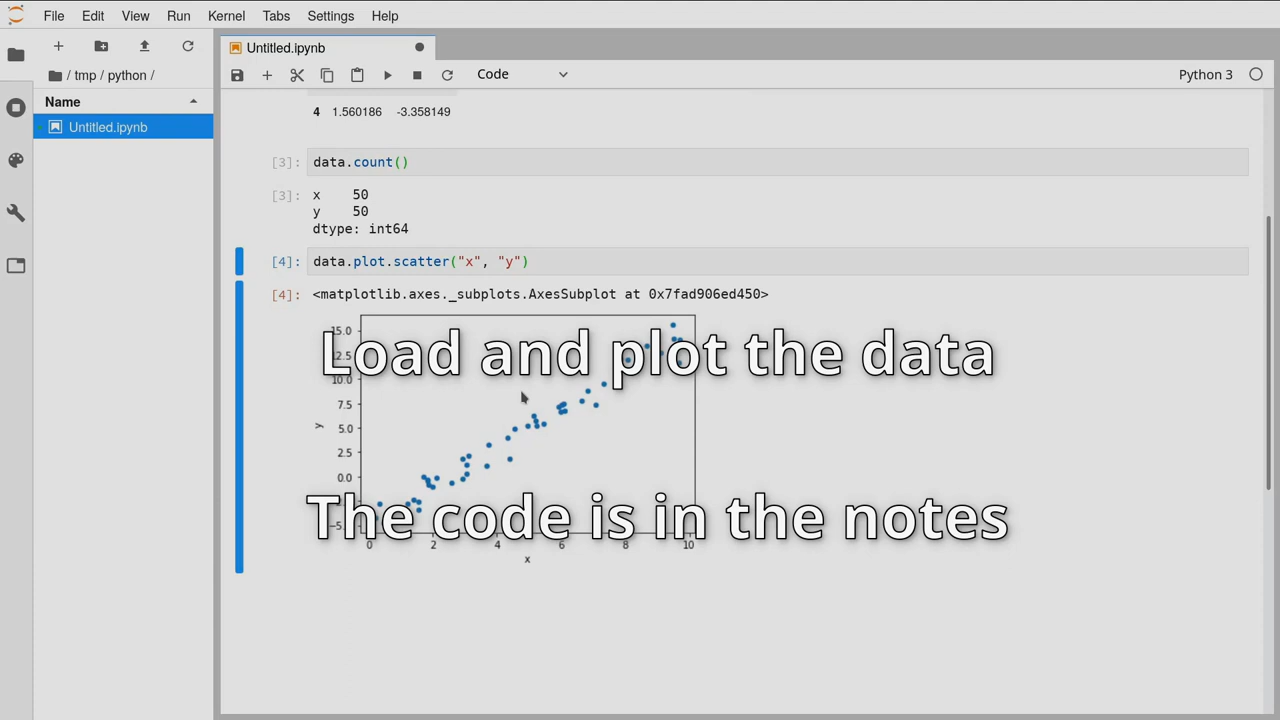 File Edit View Run Kernel Tabs Settings Help
Untitled.ipynb
/ tmp / python /
Code
Python 3
Name
Untitled.ipynb
4 1.560186 -3.358149
[3]: data.count()
[3]: x 50
y 50
dtype: int64
[4]: data.plot.scatter("x", "y")
[4]: <matplotlib.axes._subplots.AxesSubplot at 0x7fad906ed450>
15.0
Load and plot the data
12.5
10.0
7.5
y 5.0
2.5
0.0
The code is in the notes
0 2 4 6 8 10
x